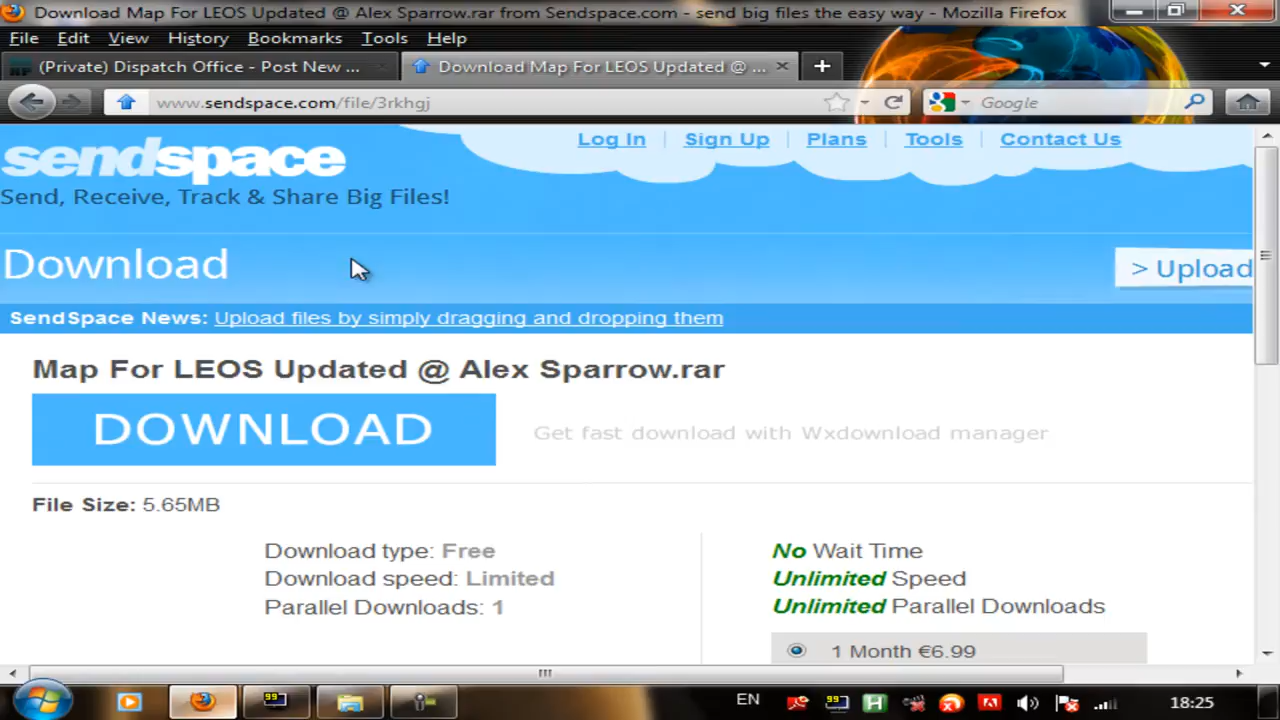 Download Map For LEOS Updated @ Alex Sparrow.rar from Sendspace.com - send big files the easy way - Mozilla Firefox
File Edit View History Bookmarks Tools Help
(Private) Dispatch Office - Post New ...
Download Map For LEOS Updated @ ...
www.sendspace.com/file/3rkhgj
Google
sendspace
Log In | Sign Up | Plans | Tools | Contact Us
Send, Receive, Track & Share Big Files!
Download
> Upload
SendSpace News: Upload files by simply dragging and dropping them
Map For LEOS Updated @ Alex Sparrow.rar
DOWNLOAD
Get fast download with Wxdownload manager
File Size: 5.65MB
Download type: Free
Download speed: Limited
Parallel Downloads: 1
No Wait Time
Unlimited Speed
Unlimited Parallel Downloads
1 Month €6.99
99
EN
99
H
18:25